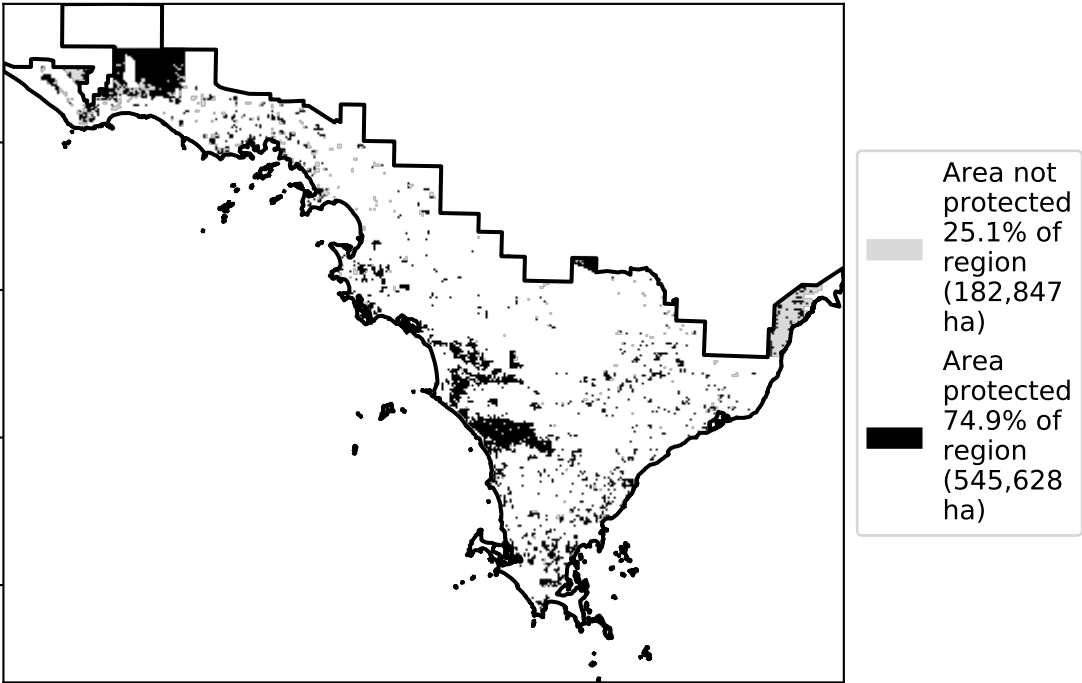 Area not
protected
25.1% of
region
(182,847
ha)
Area
protected
74.9% of
region
(545,628
ha)